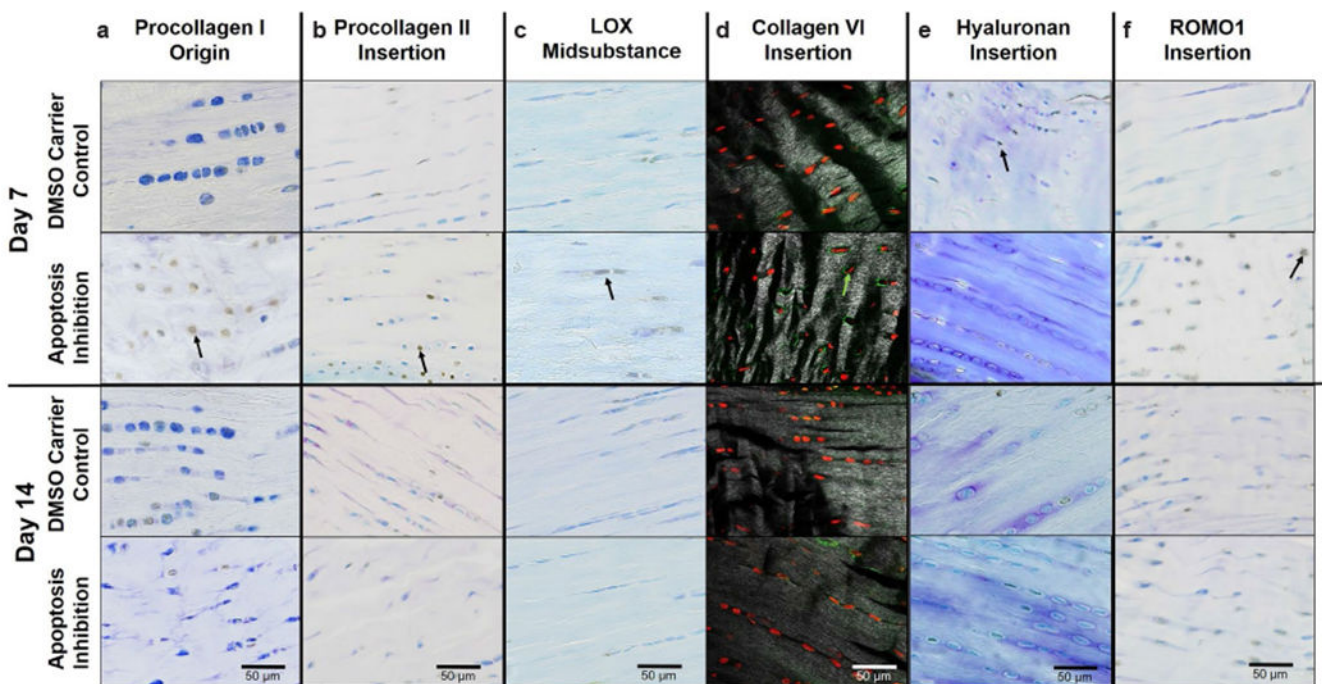 a Procollagen I Origin
b Procollagen II Insertion
c LOX Midsubstance
d Collagen VI Insertion
e Hyaluronan Insertion
f ROMO1 Insertion
Day 7
DMSO Carrier Control
Apoptosis Inhibition
Day 14
DMSO Carrier Control
Apoptosis Inhibition
50 µm
50 µm
50 µm
50 µm
50 µm
50 µm